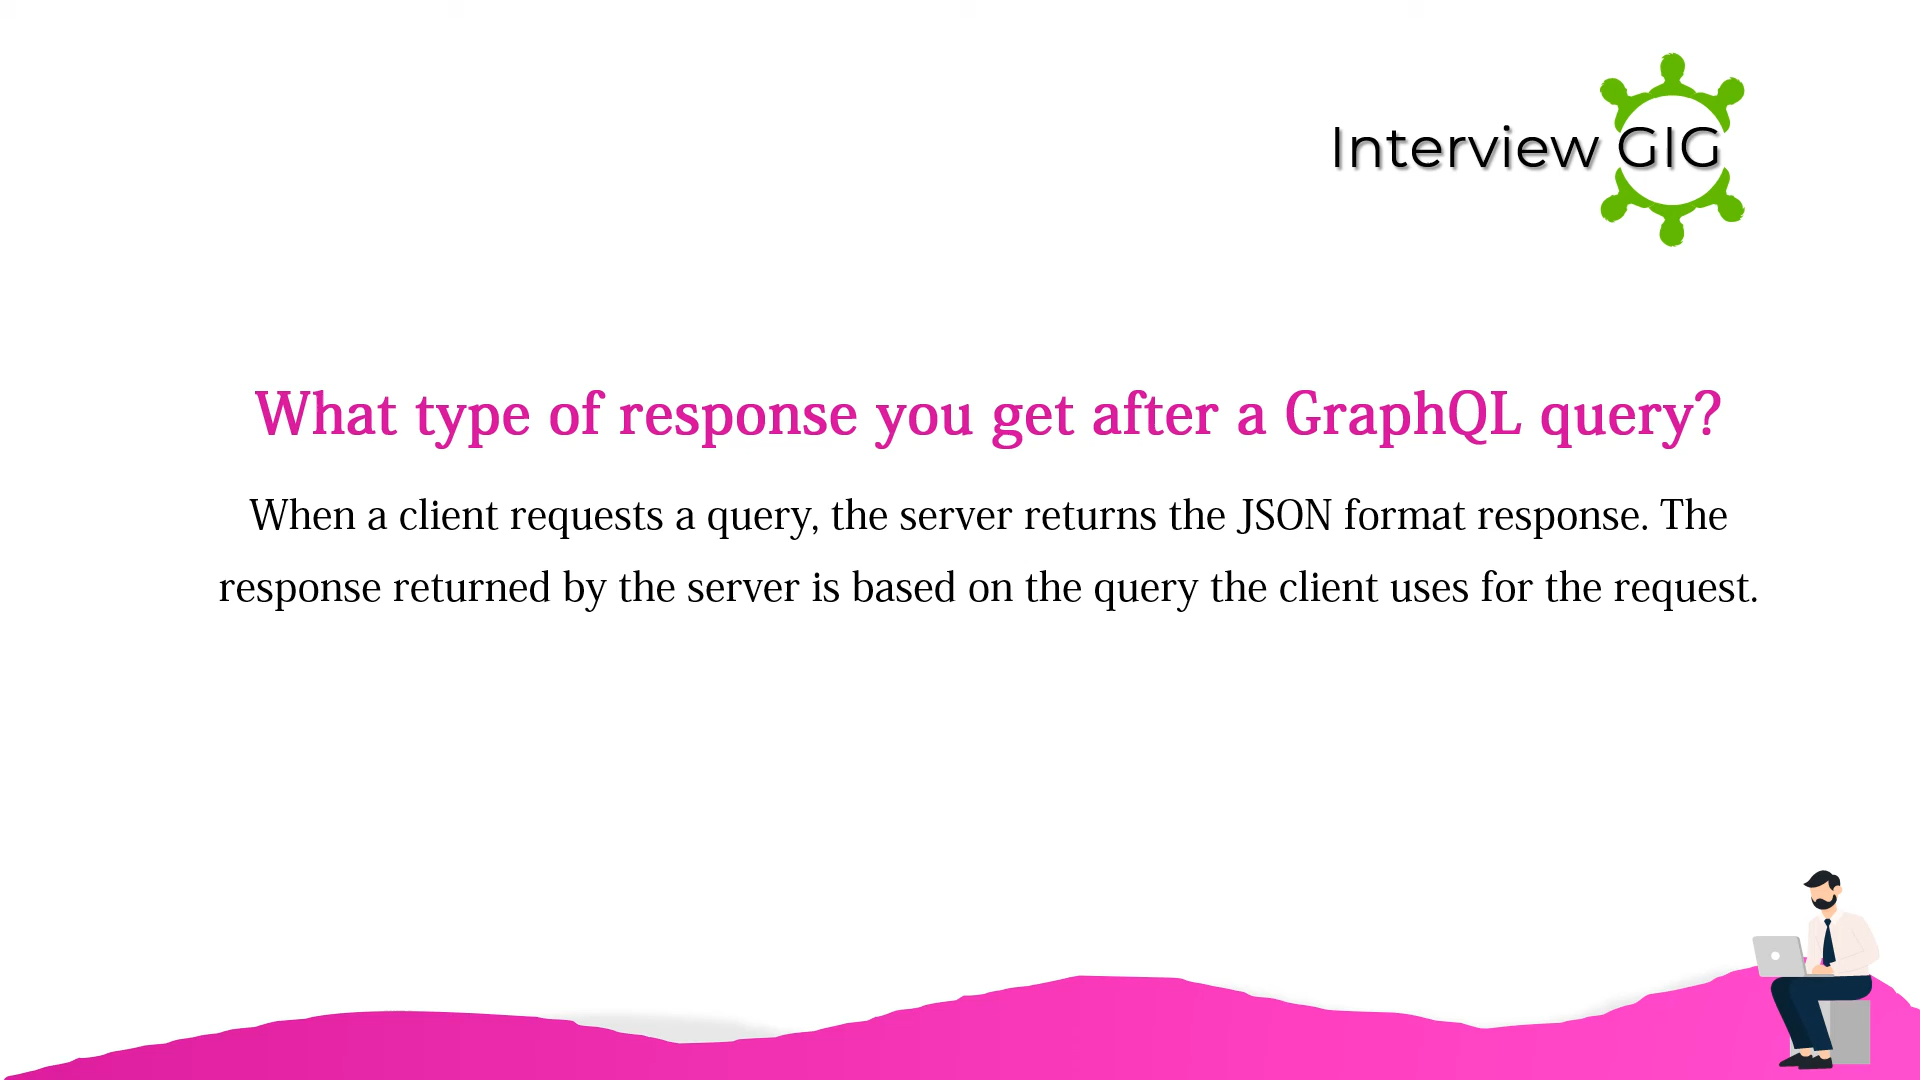 Interview GIG
What type of response you get after a GraphQL query?
When a client requests a query, the server returns the JSON format response. The
response returned by the server is based on the query the client uses for the request.